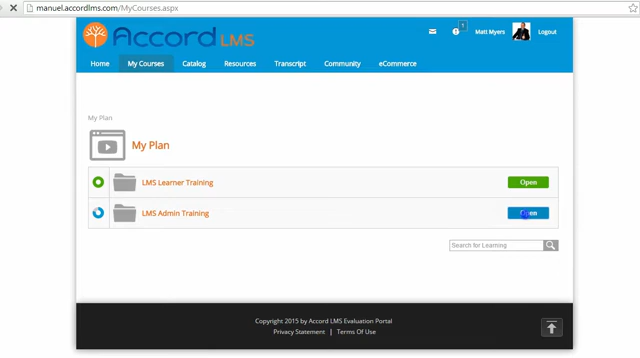 manuel.accordlms.com/MyCourses.aspx
Accord LMS
5
Matt Myers
Logout
Home
My Courses
Catalog
Resources
Transcript
Community
eCommerce
My Plan
My Plan
LMS Learner Training
Open
LMS Admin Training
Open
Search for Learning
Copyright 2015 by Accord LMS Evaluation Portal
Privacy Statement | Terms Of Use